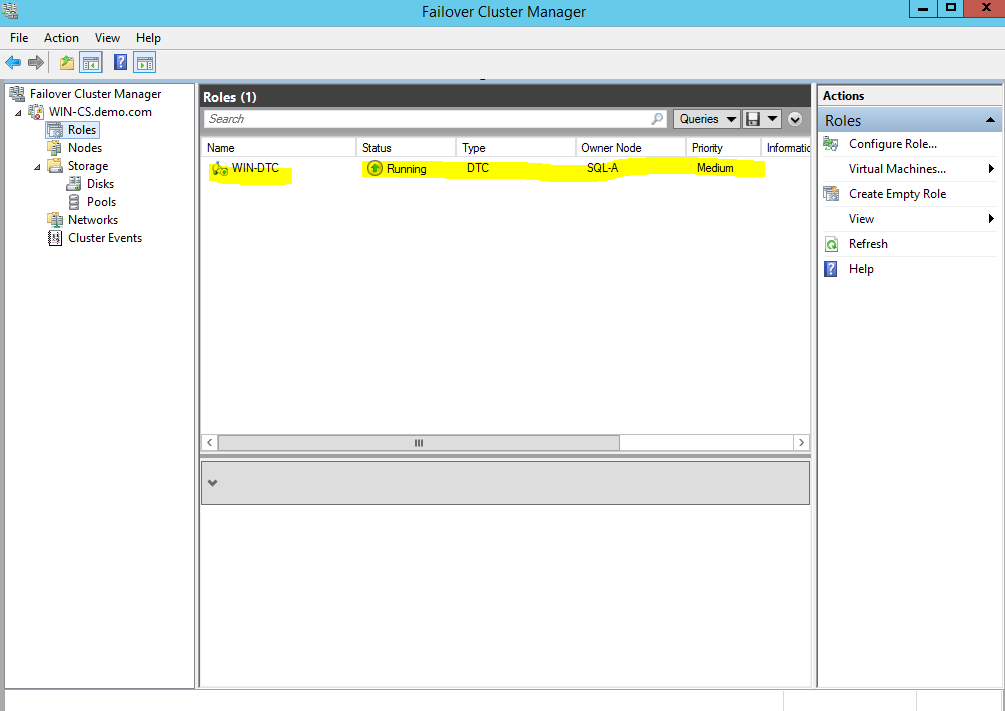 Failover Cluster Manager
File Action View Help
Failover Cluster Manager
WIN-CS.demo.com
Roles
Nodes
Storage
Disks
Pools
Networks
Cluster Events
Roles (1)
Search
Queries
Name Status Type Owner Node Priority Informatic
WIN-DTC Running DTC SQL-A Medium
Actions
Roles
Configure Role...
Virtual Machines...
Create Empty Role
View
Refresh
Help